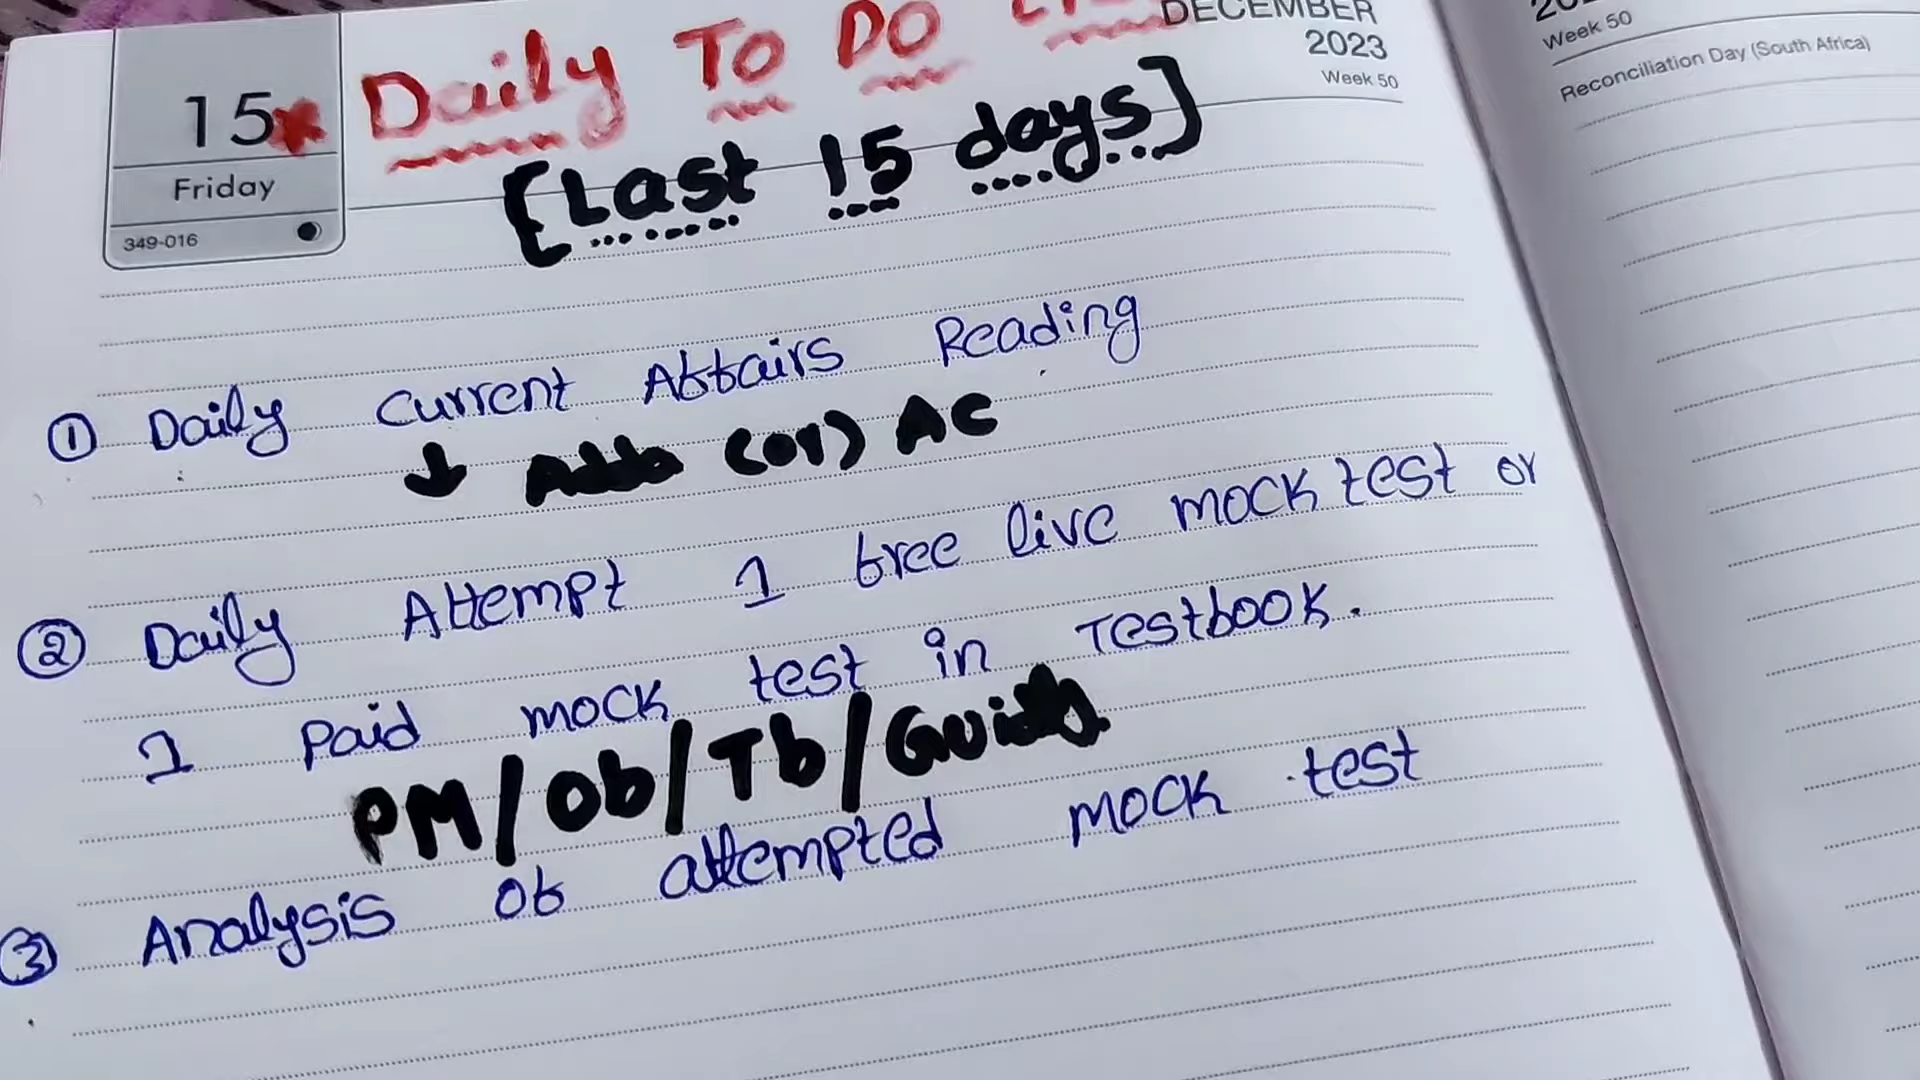 DECEMBER
2023
Week 50
15
Friday
349-016
Daily To Do
[Last 15 days]
① Daily Current Affairs Reading
↓ Adda (or) AC
② Daily Attempt 1 free live mock test or
1 Paid mock test in Testbook.
PM/Ob/Tb/
③ Analysis of attempted mock test
Week 50
Reconciliation Day (South Africa)